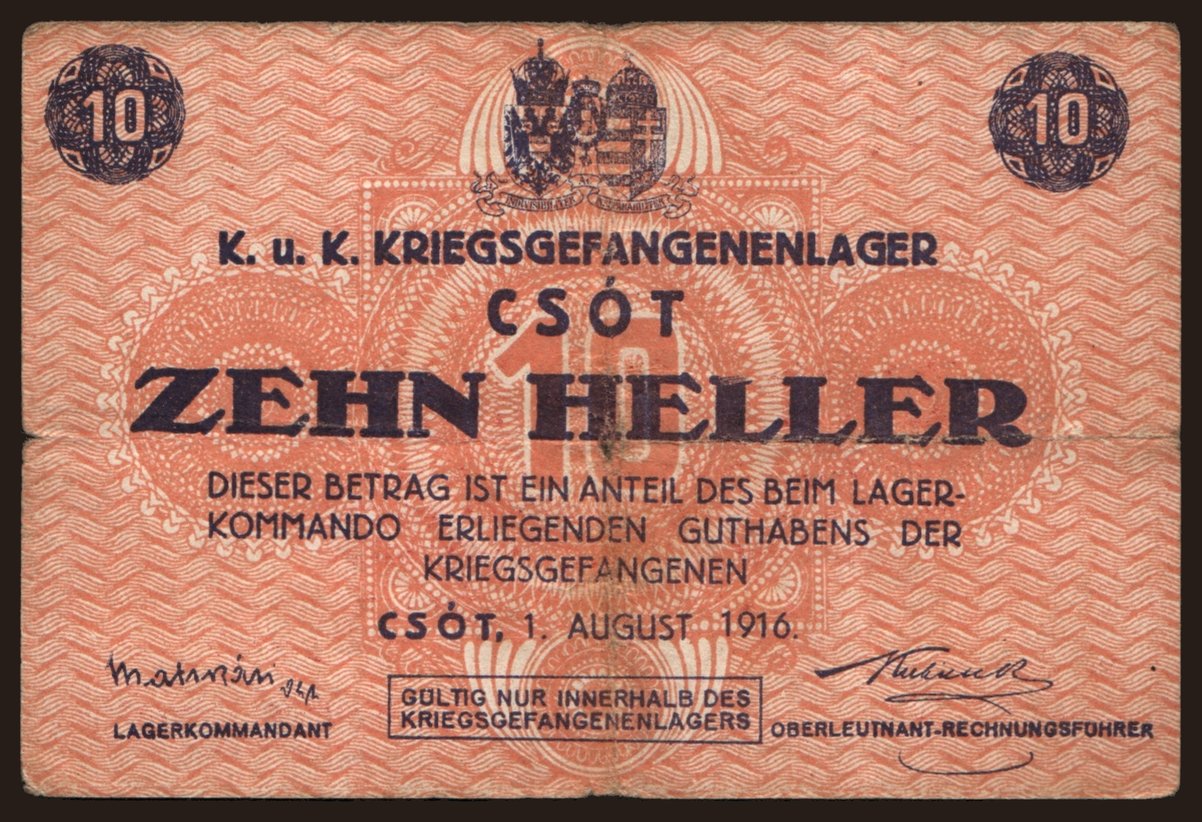 10 10
K. u. K. KRIEGSGEFANGENENLAGER
CSÓT
10
ZEHN HELLER
DIESER BETRAG IST EIN ANTEIL DES BEIM LAGER-
KOMMANDO ERLIEGENDEN GUTHABENS DER
KRIEGSGEFANGENEN
CSÓT, 1. AUGUST 1916.
LAGERKOMMANDANT
GÜLTIG NUR INNERHALB DES
KRIEGSGEFANGENENLAGERS
OBERLEUTNANT-RECHNUNGSFÜHRER